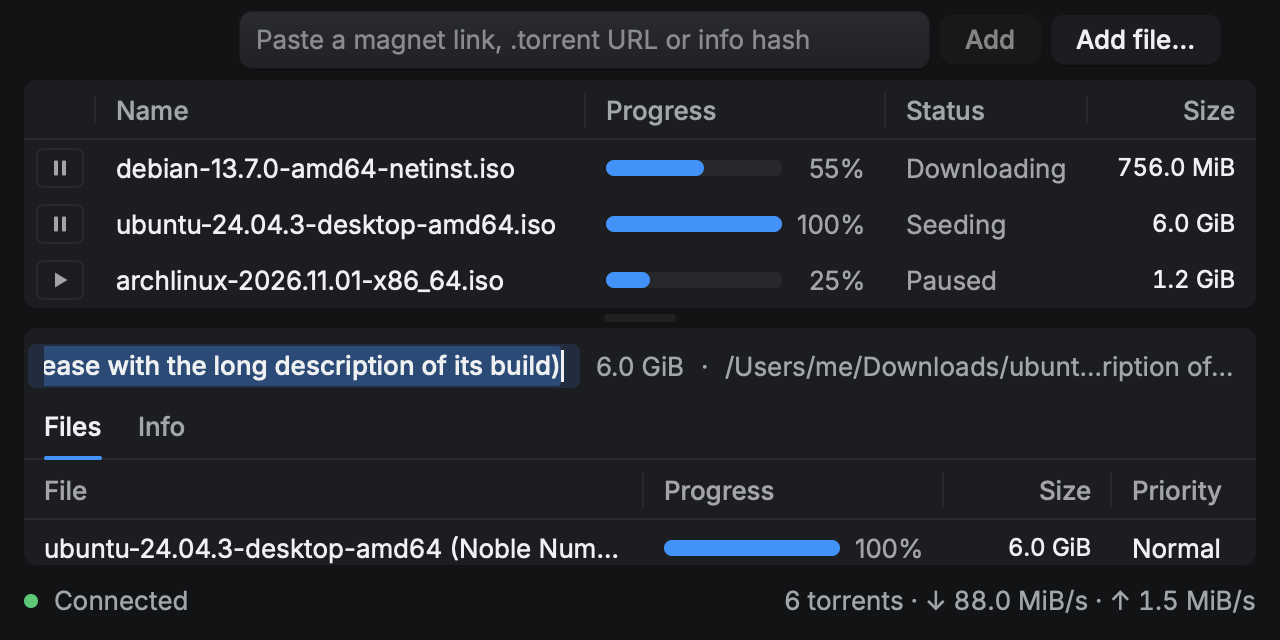 Paste a magnet link, .torrent URL or info hash Add Add file...
Name Progress Status Size
debian-13.7.0-amd64-netinst.iso 55% Downloading 756.0 MiB
ubuntu-24.04.3-desktop-amd64.iso 100% Seeding 6.0 GiB
archlinux-2026.11.01-x86_64.iso 25% Paused 1.2 GiB
ease with the long description of its build) 6.0 GiB · /Users/me/Downloads/ubunt...ription of...
Files Info
File Progress Size Priority
ubuntu-24.04.3-desktop-amd64 (Noble Num... 100% 6.0 GiB Normal
Connected 6 torrents · ↓ 88.0 MiB/s · ↑ 1.5 MiB/s